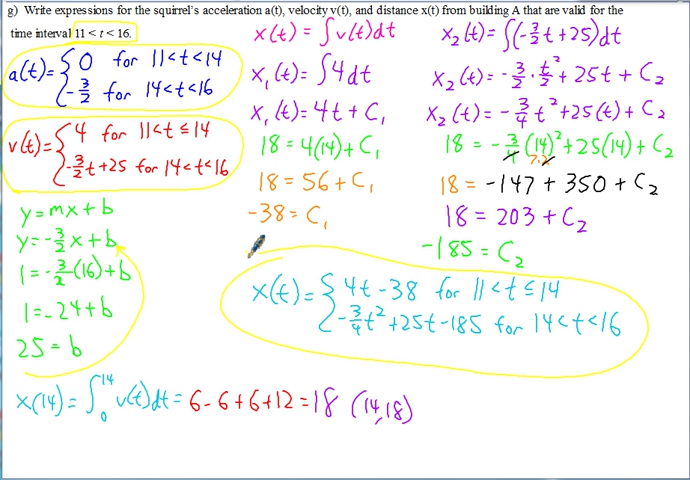 g) Write expressions for the squirrel's acceleration a(t), velocity v(t), and distance x(t) from building A that are valid for the
time interval 11 < t < 16.
a(t) = { 0 for 11 < t < 14
-3/2 for 14 < t < 16
v(t) = { 4 for 11 < t ≤ 14
-3/2 t + 25 for 14 < t < 16
y = mx + b
y = -3/2 x + b
1 = -3/2 (16) + b
1 = -24 + b
25 = b
x(t) = ∫ v(t) dt
x₁(t) = ∫ 4 dt
x₁(t) = 4t + C₁
18 = 4(14) + C₁
18 = 56 + C₁
-38 = C₁
x₂(t) = ∫(-3/2 t + 25) dt
x₂(t) = -3/2 · t²/2 + 25t + C₂
x₂(t) = -3/4 t² + 25(t) + C₂
18 = -3/4 (14)² + 25(14) + C₂
7·7
18 = -147 + 350 + C₂
18 = 203 + C₂
-185 = C₂
x(t) = { 4t - 38 for 11 < t ≤ 14
-3/4 t² + 25t - 185 for 14 < t < 16
x(14) = ∫₀¹⁴ v(t) dt = 6 - 6 + 6 + 12 = 18 (14, 18)